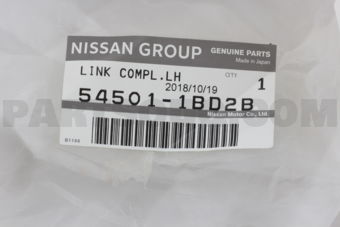 NISSAN GROUP GENUINE PARTS
Made in Japan
LINK COMPL.LH QTY 1
2018/10/19
54501-1BD2B
Nissan Motor Co., Ltd.